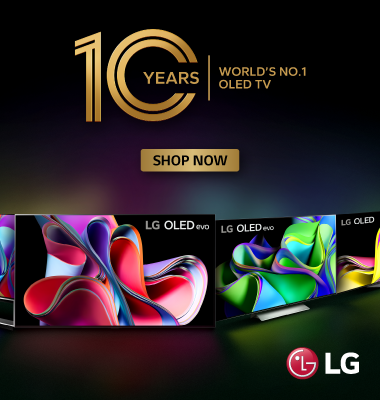 10 YEARS
WORLD'S NO.1
OLED TV
SHOP NOW
LG OLED evo
LG OLED evo
LG OLED
LG